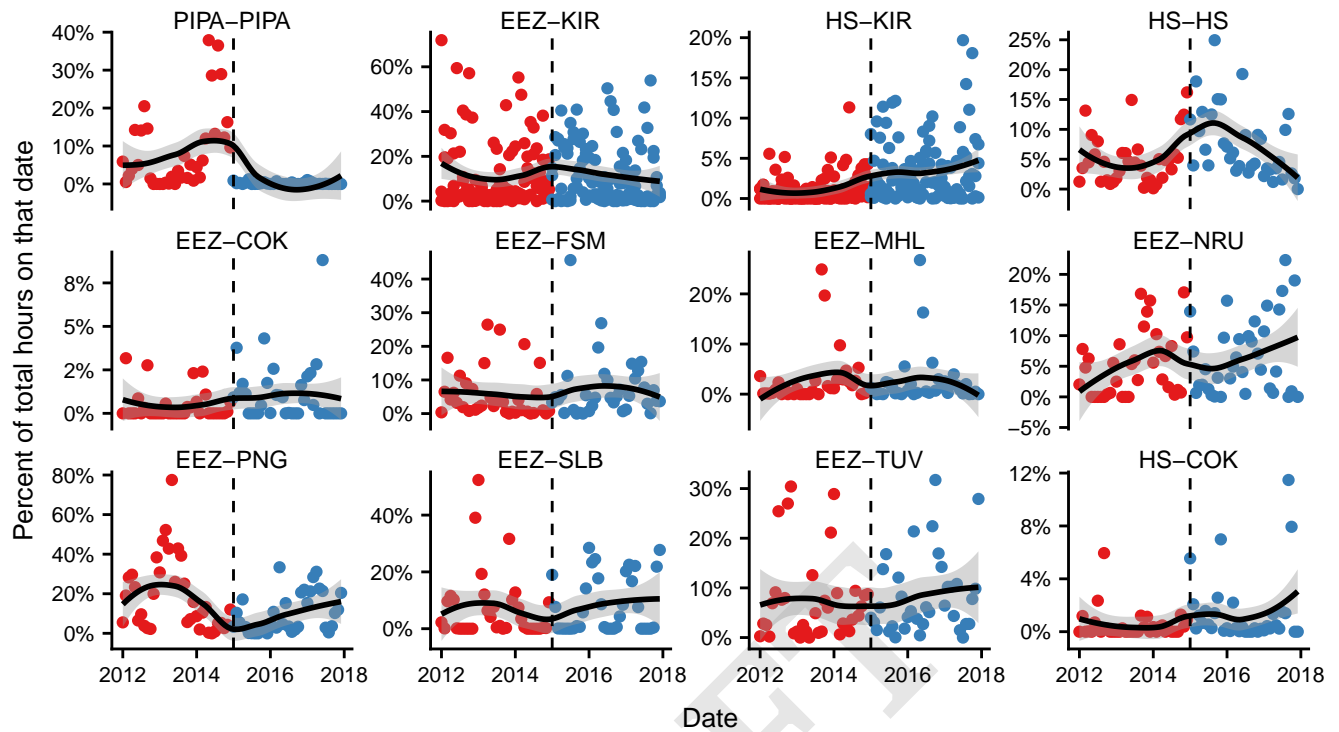 PIPA–PIPA EEZ–KIR HS–KIR HS–HS
40% 30% 20% 10% 0%
60% 40% 20% 0%
20% 15% 10% 5% 0%
25% 20% 15% 10% 5% 0%
EEZ–COK EEZ–FSM EEZ–MHL EEZ–NRU
8% 5% 2% 0%
40% 30% 20% 10% 0%
20% 10% 0%
20% 15% 10% 5% 0% −5%
EEZ–PNG EEZ–SLB EEZ–TUV HS–COK
80% 60% 40% 20% 0%
40% 20% 0%
30% 20% 10% 0%
12% 8% 4% 0%
2012 2014 2016 2018 2012 2014 2016 2018 2012 2014 2016 2018 2012 2014 2016 2018
Percent of total hours on that date
Date